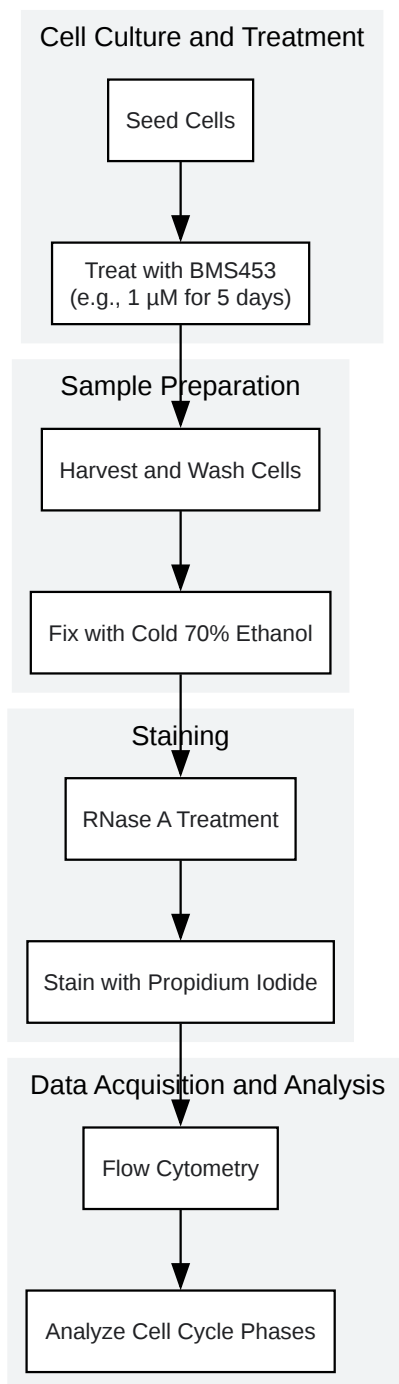 Cell Culture and Treatment
Seed Cells
Treat with BMS453
(e.g., 1 µM for 5 days)
Sample Preparation
Harvest and Wash Cells
Fix with Cold 70% Ethanol
Staining
RNase A Treatment
Stain with Propidium Iodide
Data Acquisition and Analysis
Flow Cytometry
Analyze Cell Cycle Phases